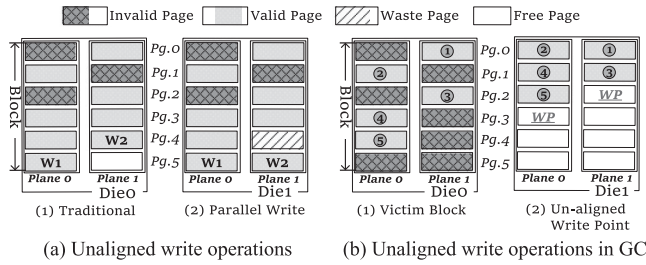 Invalid Page Valid Page Waste Page Free Page
Block
Pg.0
Pg.1
Pg.2
Pg.3
Pg.4
Pg.5
W1
W2
Plane 0 Plane 1
Die0
(1) Traditional
W1 W2
Plane 0 Plane 1
Die1
(2) Parallel Write
(a) Unaligned write operations
Block
① 
②
③
④
⑤
Plane 0 Plane 1
Die0
(1) Victim Block
Pg.0
Pg.1
Pg.2
Pg.3
Pg.4
Pg.5
② ①
④ ③
⑤ WP
WP
Plane 0 Plane 1
Die1
(2) Un-aligned
Write Point
(b) Unaligned write operations in GC